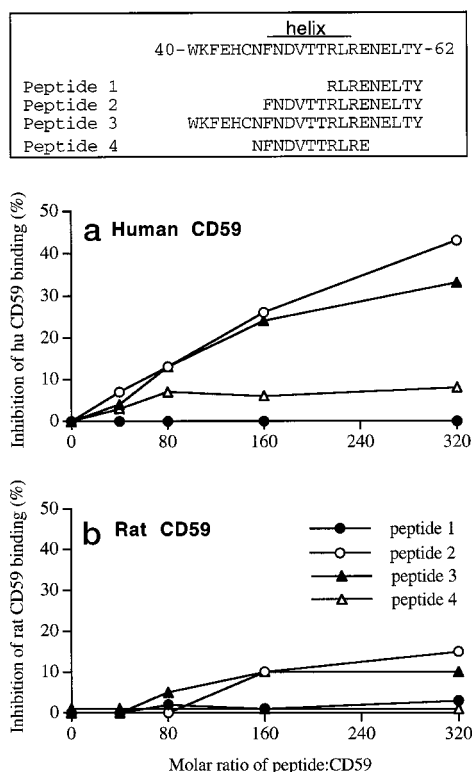 helix
40-WKFEHCNFNDVTTRLRENELTY-62
Peptide 1 RLRENELTY
Peptide 2 FNDVTTRLRENELTY
Peptide 3 WKFEHCNFNDVTTRLRENELTY
Peptide 4 NFNDVTTRLRE
a Human CD59
Inhibition of hu CD59 binding (%)
50
40
30
20
10
0
0 80 160 240 320
b Rat CD59
Inhibition of rat CD59 binding (%)
50
40
30
20
10
0
peptide 1
peptide 2
peptide 3
peptide 4
0 80 160 240 320
Molar ratio of peptide:CD59